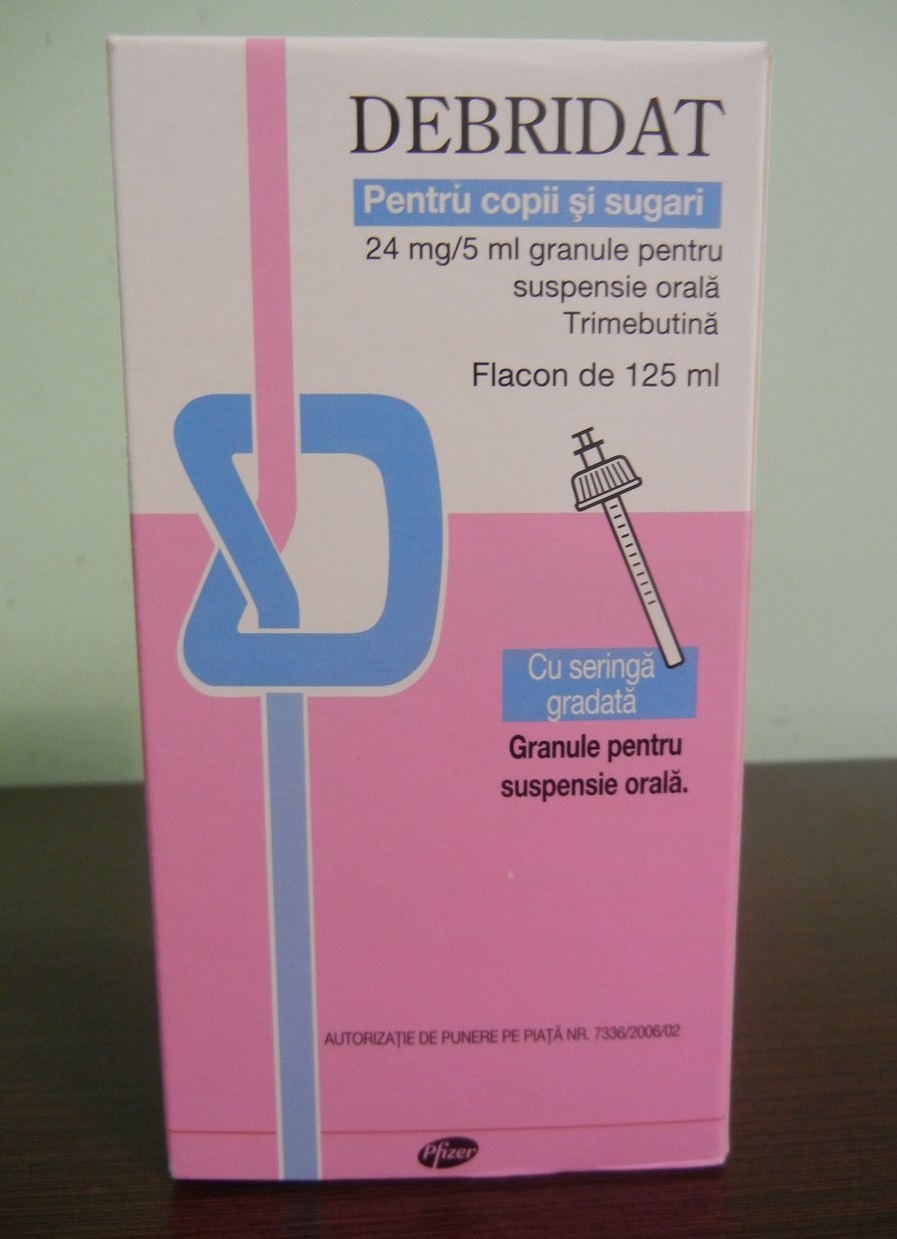 DEBRIDAT
Pentru copii şi sugari
24 mg/5 ml granule pentru
suspensie orală
Trimebutină
Flacon de 125 ml
Cu seringă
gradată
Granule pentru
suspensie orală.
AUTORIZAŢIE DE PUNERE PE PIAŢĂ NR. 7336/2006/02
Pfizer